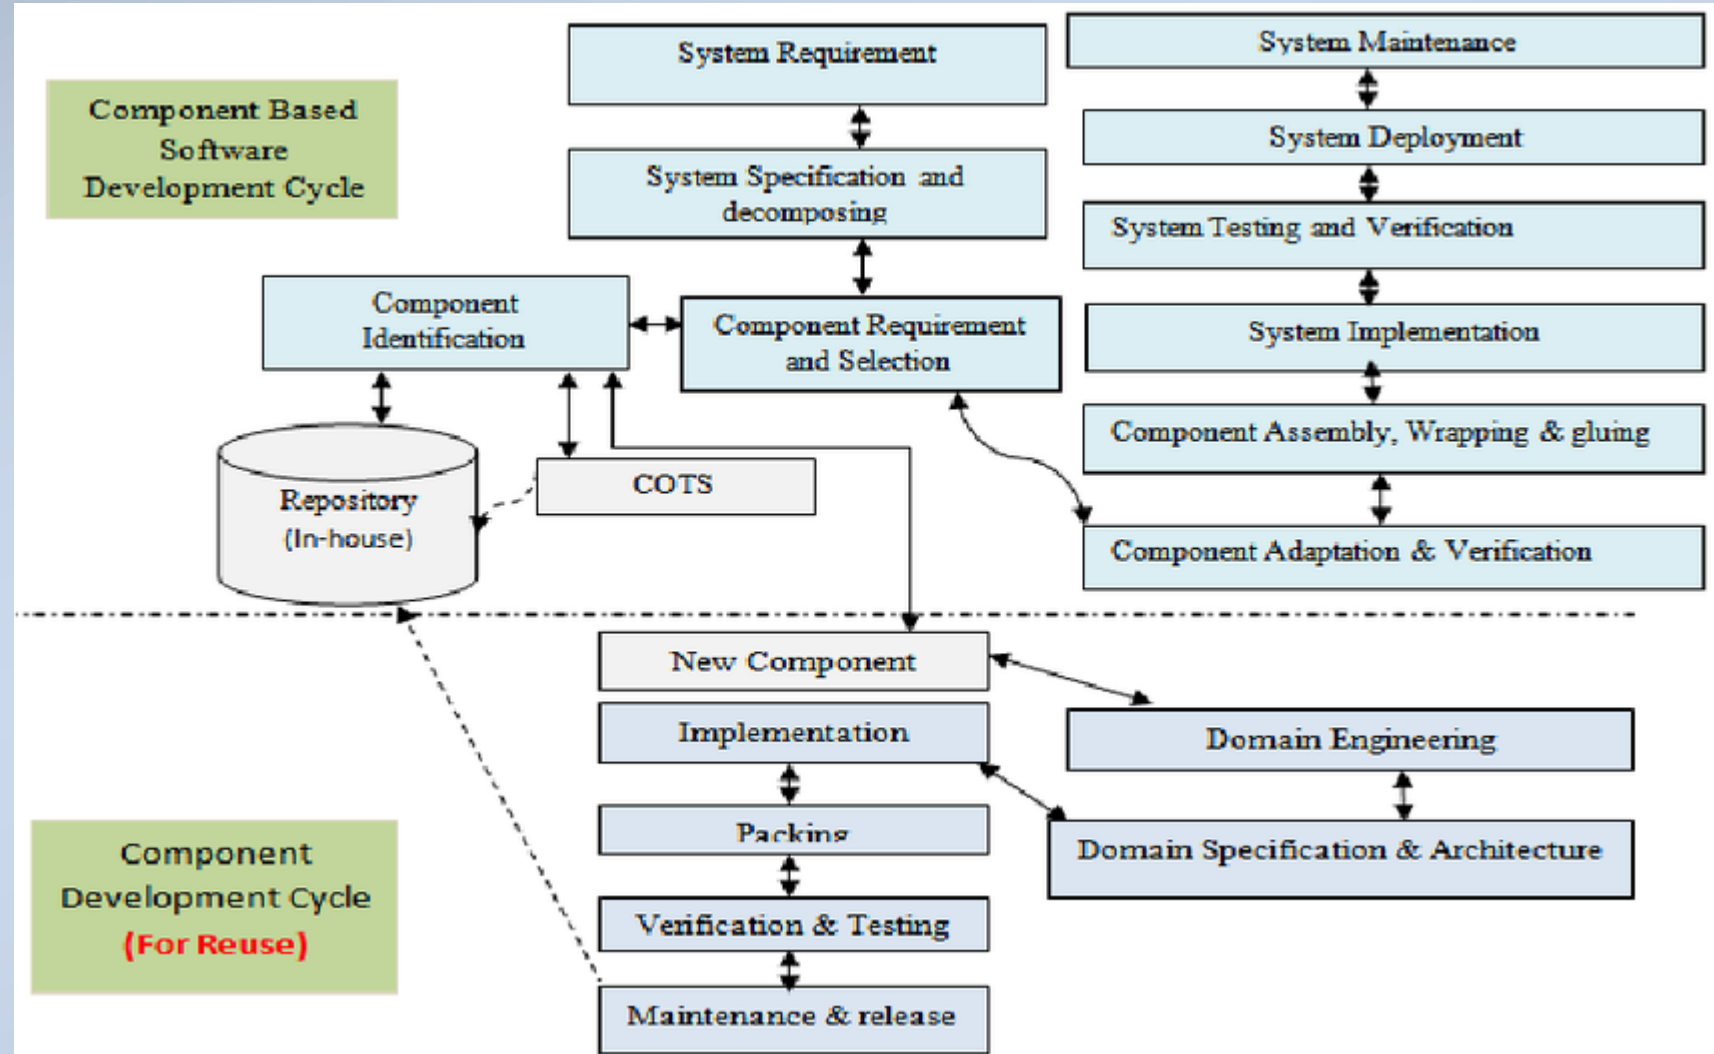 Component Based
Software
Development Cycle
System Requirement
System Specification and
decomposing
Component Requirement
and Selection
Component
Identification
Repository
(In-house)
COTS
System Maintenance
System Deployment
System Testing and Verification
System Implementation
Component Assembly, Wrapping & gluing
Component Adaptation & Verification
Component
Development Cycle
(For Reuse)
New Component
Implementation
Packing
Verification & Testing
Maintenance & release
Domain Engineering
Domain Specification & Architecture